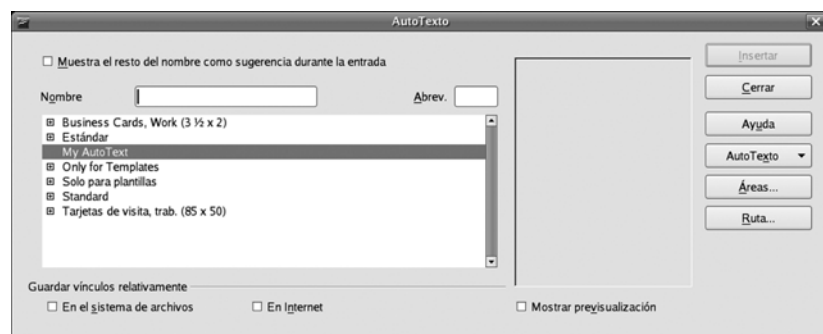 AutoTexto
Muestra el resto del nombre como sugerencia durante la entrada
Nombre
Abrev.
Business Cards, Work (3 ½ x 2)
Estándar
My AutoText
Only for Templates
Solo para plantillas
Standard
Tarjetas de visita, trab. (85 x 50)
Guardar vínculos relativamente
En el sistema de archivos
En Internet
Mostrar previsualización
Insertar
Cerrar
Ayuda
AutoTexto
Áreas...
Ruta...